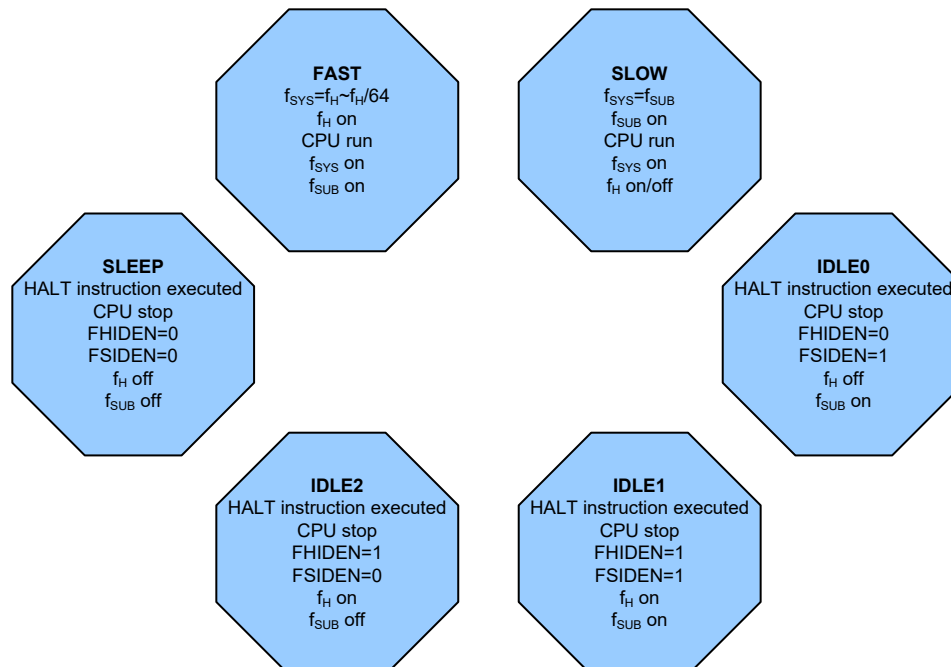 FAST
fSYS=fH~fH/64
fH on
CPU run
fSYS on
fSUB on
SLOW
fSYS=fSUB
fSUB on
CPU run
fSYS on
fH on/off
SLEEP
HALT instruction executed
CPU stop
FHIDEN=0
FSIDEN=0
fH off
fSUB off
IDLE0
HALT instruction executed
CPU stop
FHIDEN=0
FSIDEN=1
fH off
fSUB on
IDLE2
HALT instruction executed
CPU stop
FHIDEN=1
FSIDEN=0
fH on
fSUB off
IDLE1
HALT instruction executed
CPU stop
FHIDEN=1
FSIDEN=1
fH on
fSUB on